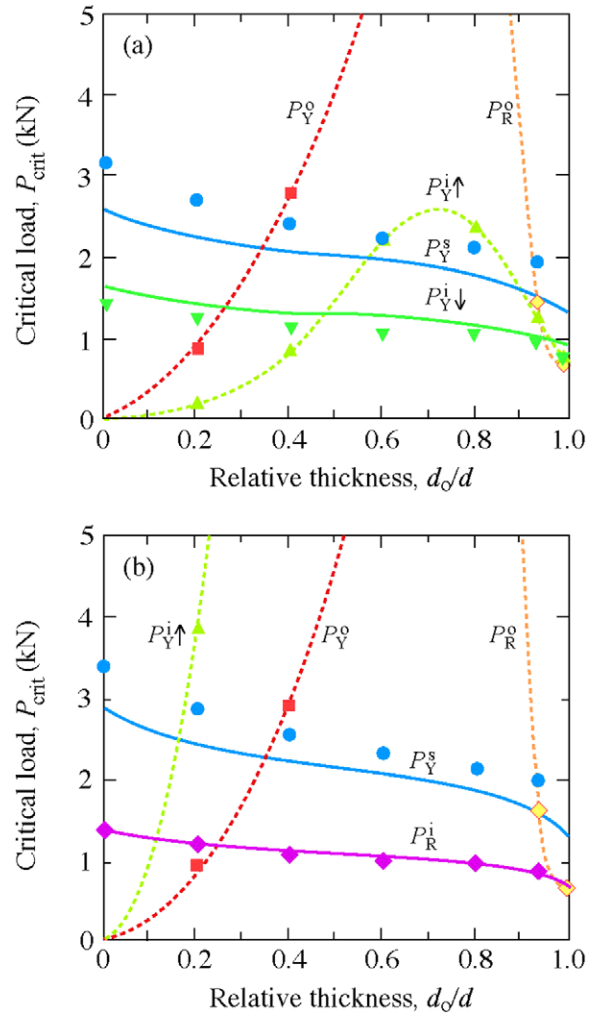 (a)
5
4
3
2
1
0
Critical load, P_crit (kN)
P_Y^o
P_R^o
P_Y^i↑
P_Y^s
P_Y^i↓
0 0.2 0.4 0.6 0.8 1.0
Relative thickness, d_o/d
(b)
5
4
3
2
1
0
Critical load, P_crit (kN)
P_Y^i↑
P_Y^o
P_R^o
P_Y^s
P_R^i
0 0.2 0.4 0.6 0.8 1.0
Relative thickness, d_o/d